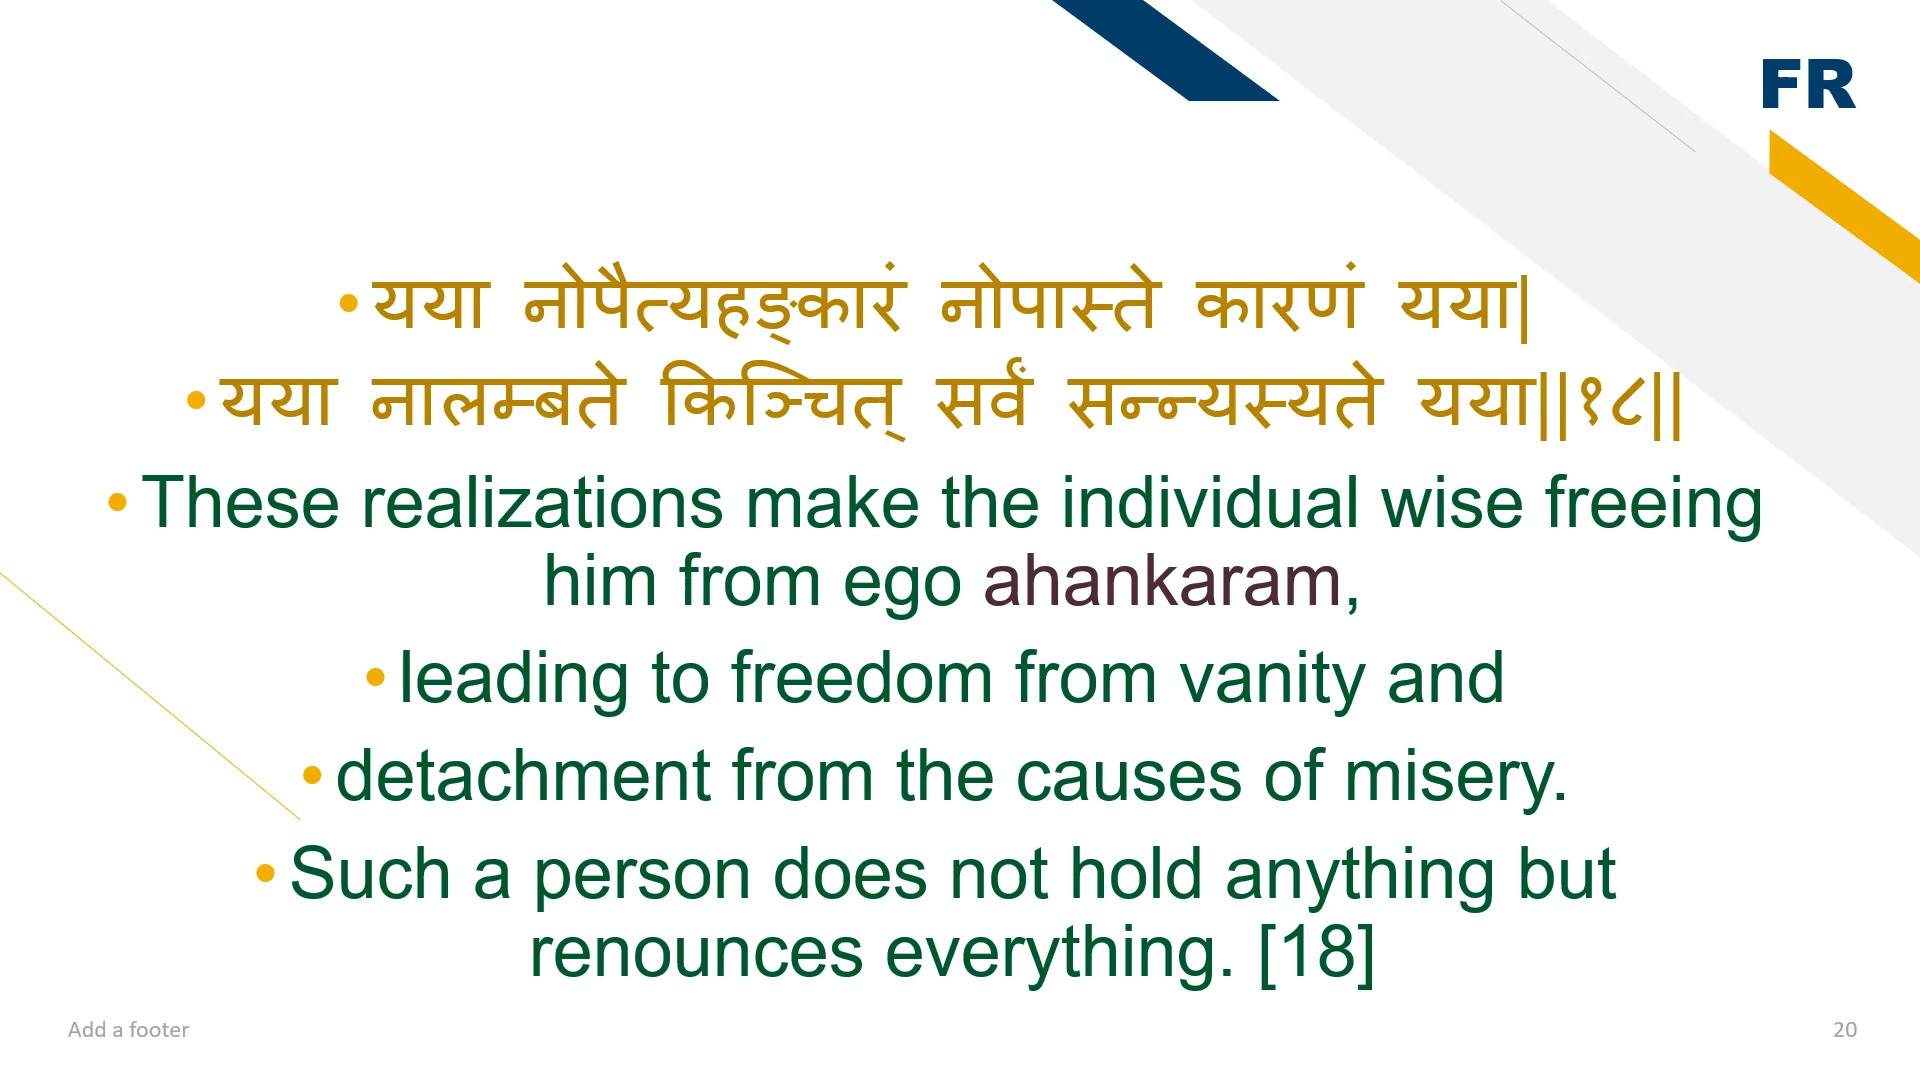 FR
• यया नोपैत्यहङ्कारं नोपास्ते कारणं यया|
• यया नालम्बते किञ्चित् सर्वं सन्न्यस्यते यया||१८||
• These realizations make the individual wise freeing
him from ego ahankaram,
• leading to freedom from vanity and
• detachment from the causes of misery.
• Such a person does not hold anything but
renounces everything. [18]
Add a footer
20